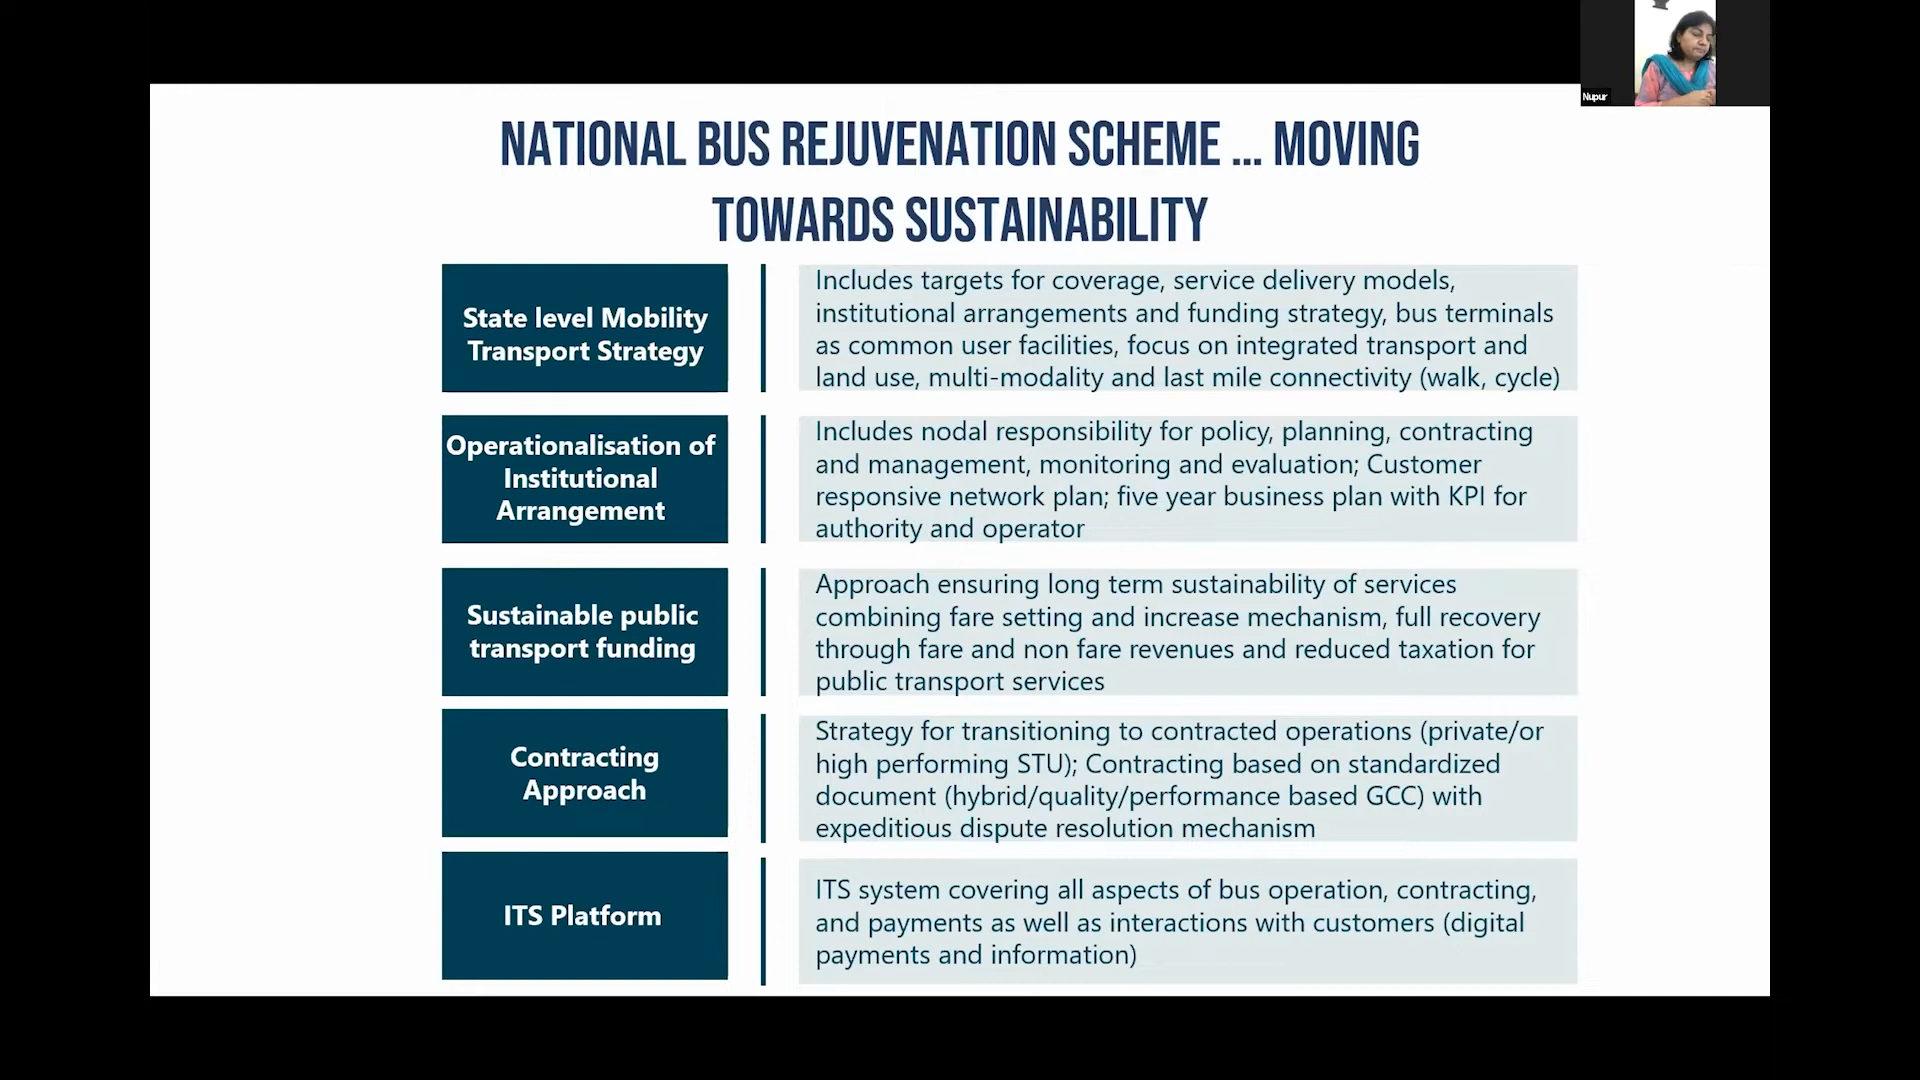 Nupur
NATIONAL BUS REJUVENATION SCHEME ... MOVING
TOWARDS SUSTAINABILITY
State level Mobility
Transport Strategy
Includes targets for coverage, service delivery models,
institutional arrangements and funding strategy, bus terminals
as common user facilities, focus on integrated transport and
land use, multi-modality and last mile connectivity (walk, cycle)
Operationalisation of
Institutional
Arrangement
Includes nodal responsibility for policy, planning, contracting
and management, monitoring and evaluation; Customer
responsive network plan; five year business plan with KPI for
authority and operator
Sustainable public
transport funding
Approach ensuring long term sustainability of services
combining fare setting and increase mechanism, full recovery
through fare and non fare revenues and reduced taxation for
public transport services
Contracting
Approach
Strategy for transitioning to contracted operations (private/or
high performing STU); Contracting based on standardized
document (hybrid/quality/performance based GCC) with
expeditious dispute resolution mechanism
ITS Platform
ITS system covering all aspects of bus operation, contracting,
and payments as well as interactions with customers (digital
payments and information)